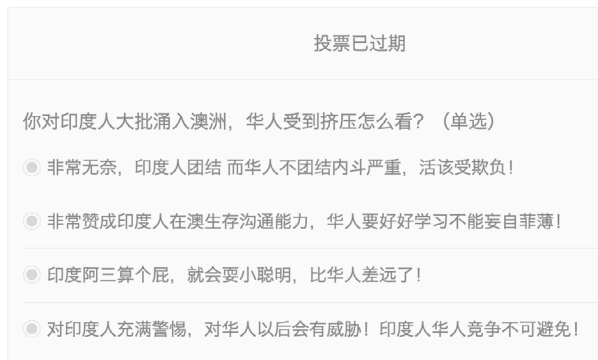 投票已过期
你对印度人大批涌入澳洲，华人受到挤压怎么看？（单选）
非常无奈，印度人团结 而华人不团结内斗严重，活该受欺负！
非常赞成印度人在澳生存沟通能力，华人要好好学习不能妄自菲薄！
印度阿三算个屁，就会耍小聪明，比华人差远了！
对印度人充满警惕，对华人以后会有威胁！印度人华人竞争不可避免！